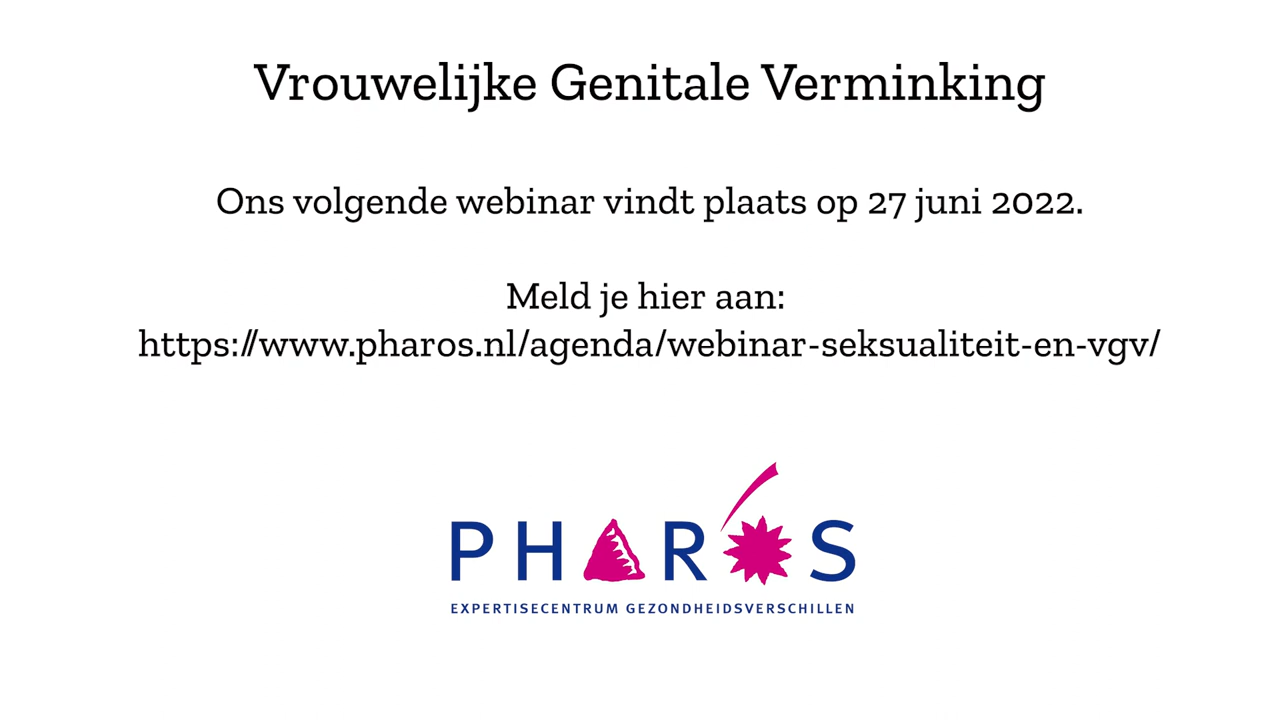 Vrouwelijke Genitale Verminking
Ons volgende webinar vindt plaats op 27 juni 2022.
Meld je hier aan:
https://www.pharos.nl/agenda/webinar-seksualiteit-en-vgv/
PHAROS
EXPERTISECENTRUM GEZONDHEIDSVERSCHILLEN